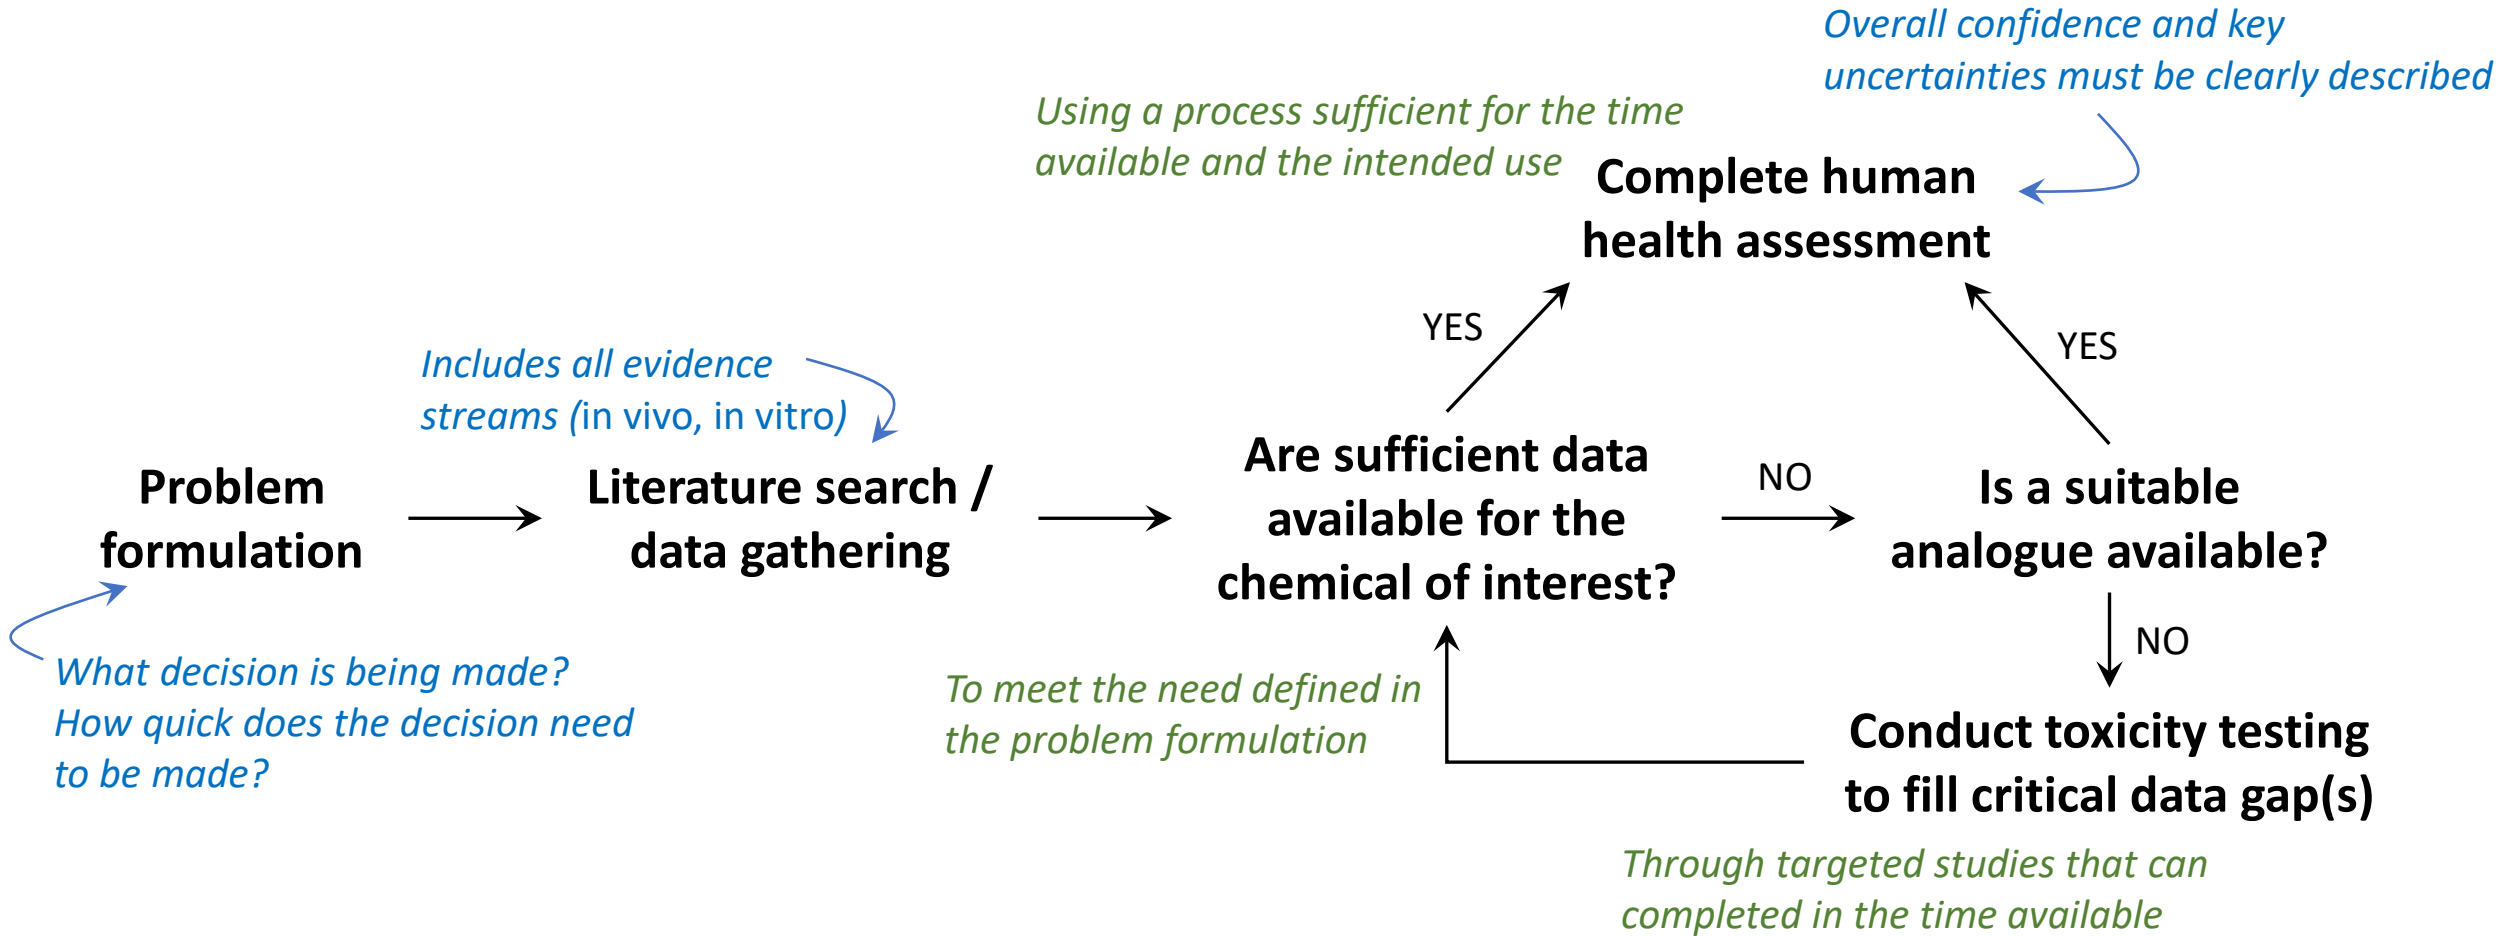 Overall confidence and key
uncertainties must be clearly described
Using a process sufficient for the time
available and the intended use
Complete human
health assessment
YES
YES
Includes all evidence
streams (in vivo, in vitro)
Problem
formulation
Literature search /
data gathering
Are sufficient data
available for the
chemical of interest?
NO
Is a suitable
analogue available?
NO
What decision is being made?
How quick does the decision need
to be made?
To meet the need defined in
the problem formulation
Conduct toxicity testing
to fill critical data gap(s)
Through targeted studies that can
completed in the time available